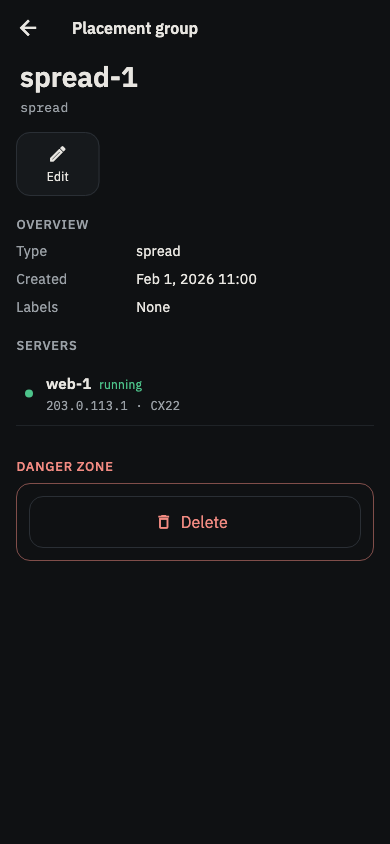 Placement group
spread-1
spread
Edit
OVERVIEW
Type spread
Created Feb 1, 2026 11:00
Labels None
SERVERS
web-1 running
203.0.113.1 · CX22
DANGER ZONE
Delete